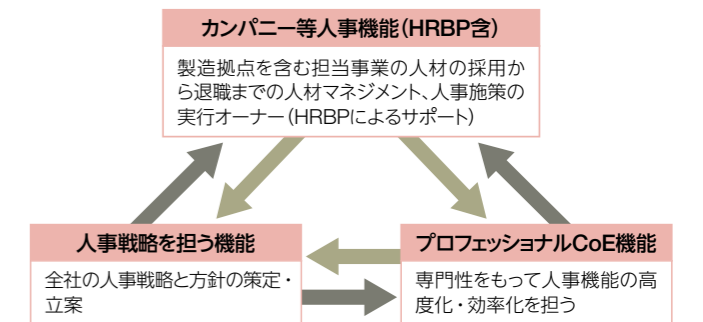 カンパニー等人事機能(HRBP含)
製造拠点を含む担当事業の人材の採用か
ら退職までの人材マネジメント、人事施策の
実行オーナー(HRBPによるサポート)
人事戦略を担う機能
全社の人事戦略と方針の策定・
立案
プロフェッショナルCoE機能
専門性をもって人事機能の高
度化・効率化を担う